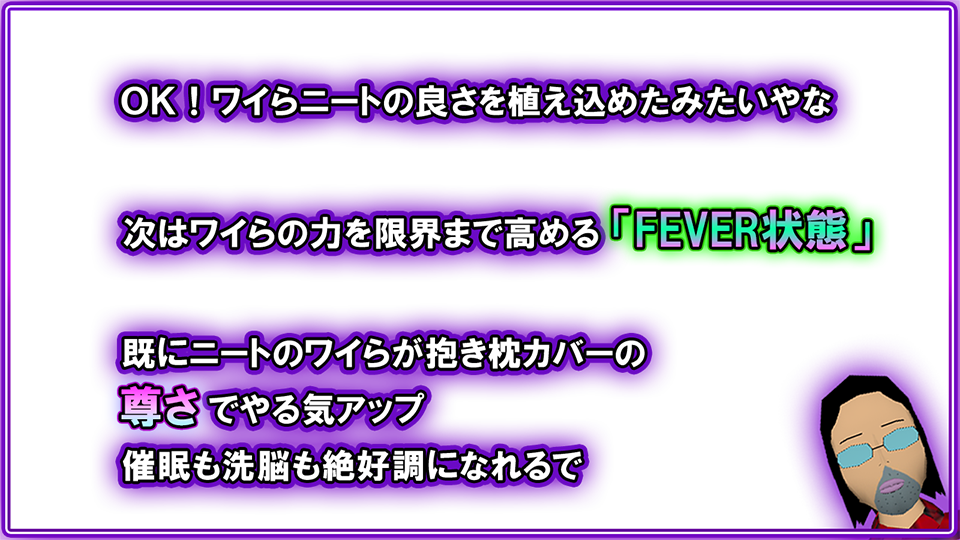 OK！ワイらニートの良さを植え込めたみたいやな
次はワイらの力を限界まで高める「FEVER状態」
既にニートのワイらが抱き枕カバーの
尊さでやる気アップ
催眠も洗脳も絶好調になれるで